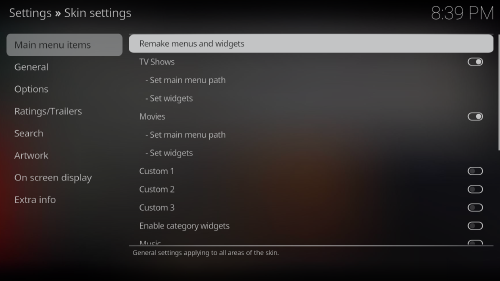 Settings » Skin settings
8:39 PM
Main menu items
General
Options
Ratings/Trailers
Search
Artwork
On screen display
Extra info
Remake menus and widgets
TV Shows
- Set main menu path
- Set widgets
Movies
- Set main menu path
- Set widgets
Custom 1
Custom 2
Custom 3
Enable category widgets
Music
General settings applying to all areas of the skin.